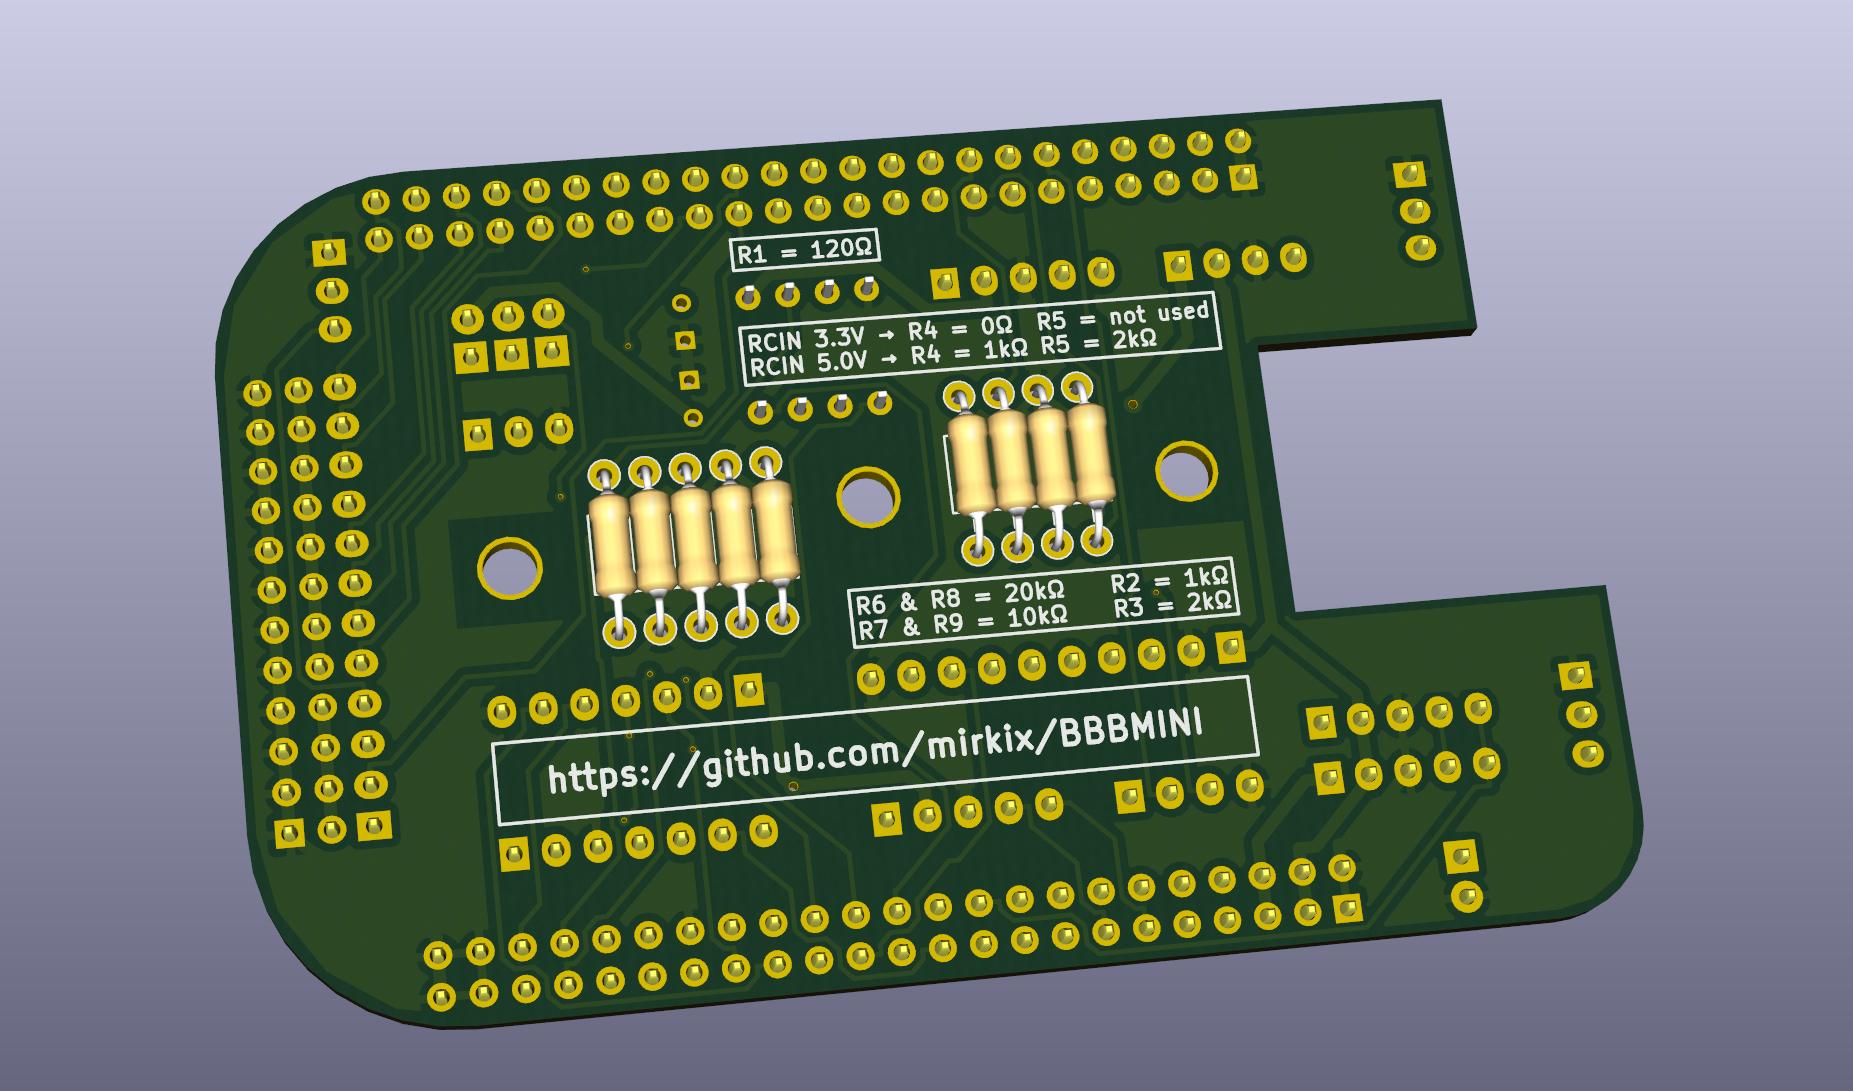 R1 = 120Ω
RCIN 3.3V → R4 = 0Ω R5 = not used
RCIN 5.0V → R4 = 1kΩ R5 = 2kΩ
R6 & R8 = 20kΩ R2 = 1kΩ
R7 & R9 = 10kΩ R3 = 2kΩ
https://github.com/mirkix/BBBMINI